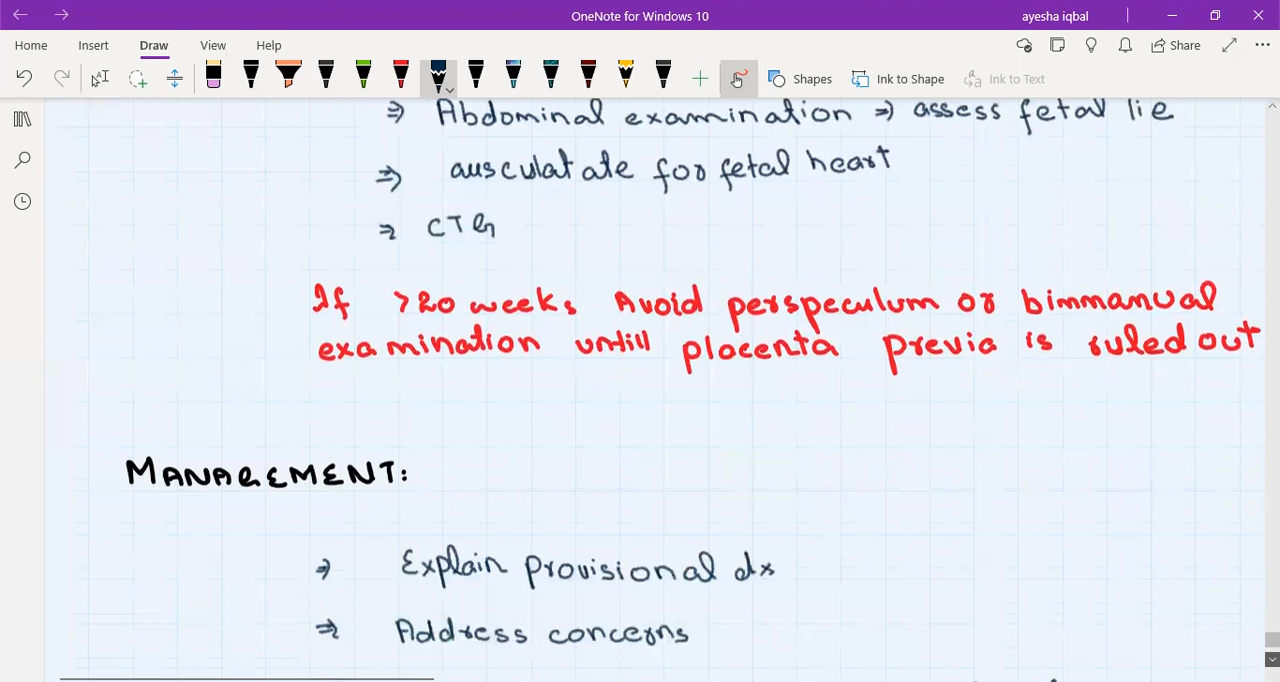 OneNote for Windows 10
ayesha iqbal
Home Insert Draw View Help
Share
Shapes
Ink to Shape
Ink to Text
⇒ Abdominal examination ⇒ assess fetal lie
⇒ ausculatate for fetal heart
⇒ CTG
If >20 weeks Avoid perspeculum or bimmanual
examination untill placenta previa is ruled out
MANAGEMENT:
⇒ Explain provisional dx
⇒ Address concerns